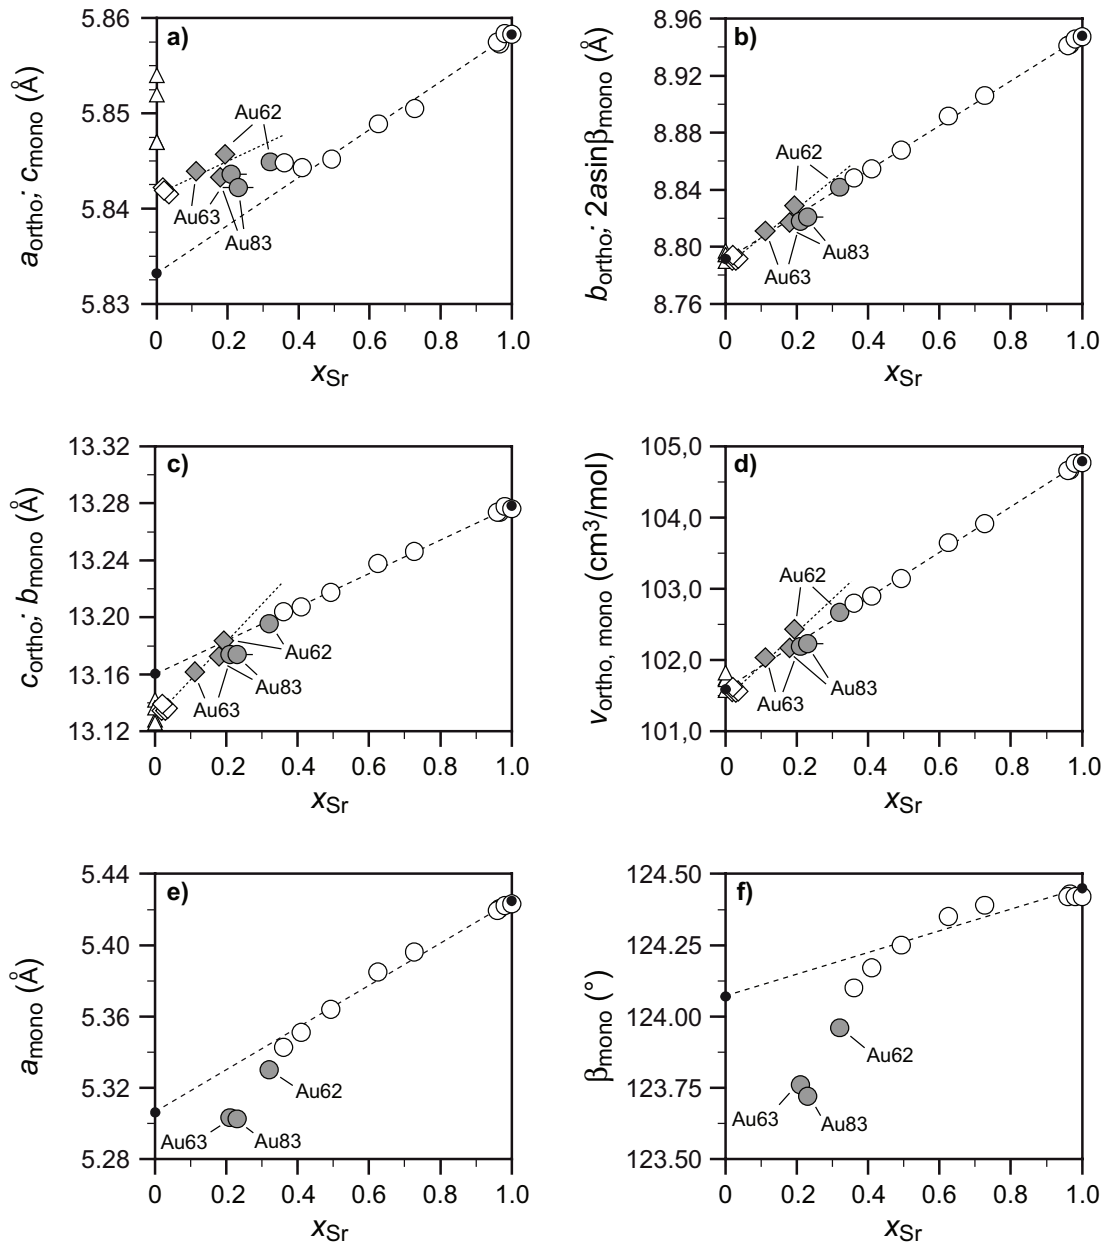 a)
5.86
5.85
5.84
5.83
a_ortho; c_mono (Å)
Au62
Au63
Au83
0 0.2 0.4 0.6 0.8 1.0
x_Sr
b)
8.96
8.92
8.88
8.84
8.80
8.76
b_ortho; 2asinβ_mono (Å)
Au62
Au83
Au63
0 0.2 0.4 0.6 0.8 1.0
x_Sr
c)
13.32
13.28
13.24
13.20
13.16
13.12
c_ortho; b_mono (Å)
Au62
Au83
Au63
0 0.2 0.4 0.6 0.8 1.0
x_Sr
d)
105,0
104,0
103,0
102,0
101,0
v_ortho, mono (cm³/mol)
Au62
Au83
Au63
0 0.2 0.4 0.6 0.8 1.0
x_Sr
e)
5.44
5.40
5.36
5.32
5.28
a_mono (Å)
Au62
Au63
Au83
0 0.2 0.4 0.6 0.8 1.0
x_Sr
f)
124.50
124.25
124.00
123.75
123.50
β_mono (°)
Au62
Au63
Au83
0 0.2 0.4 0.6 0.8 1.0
x_Sr